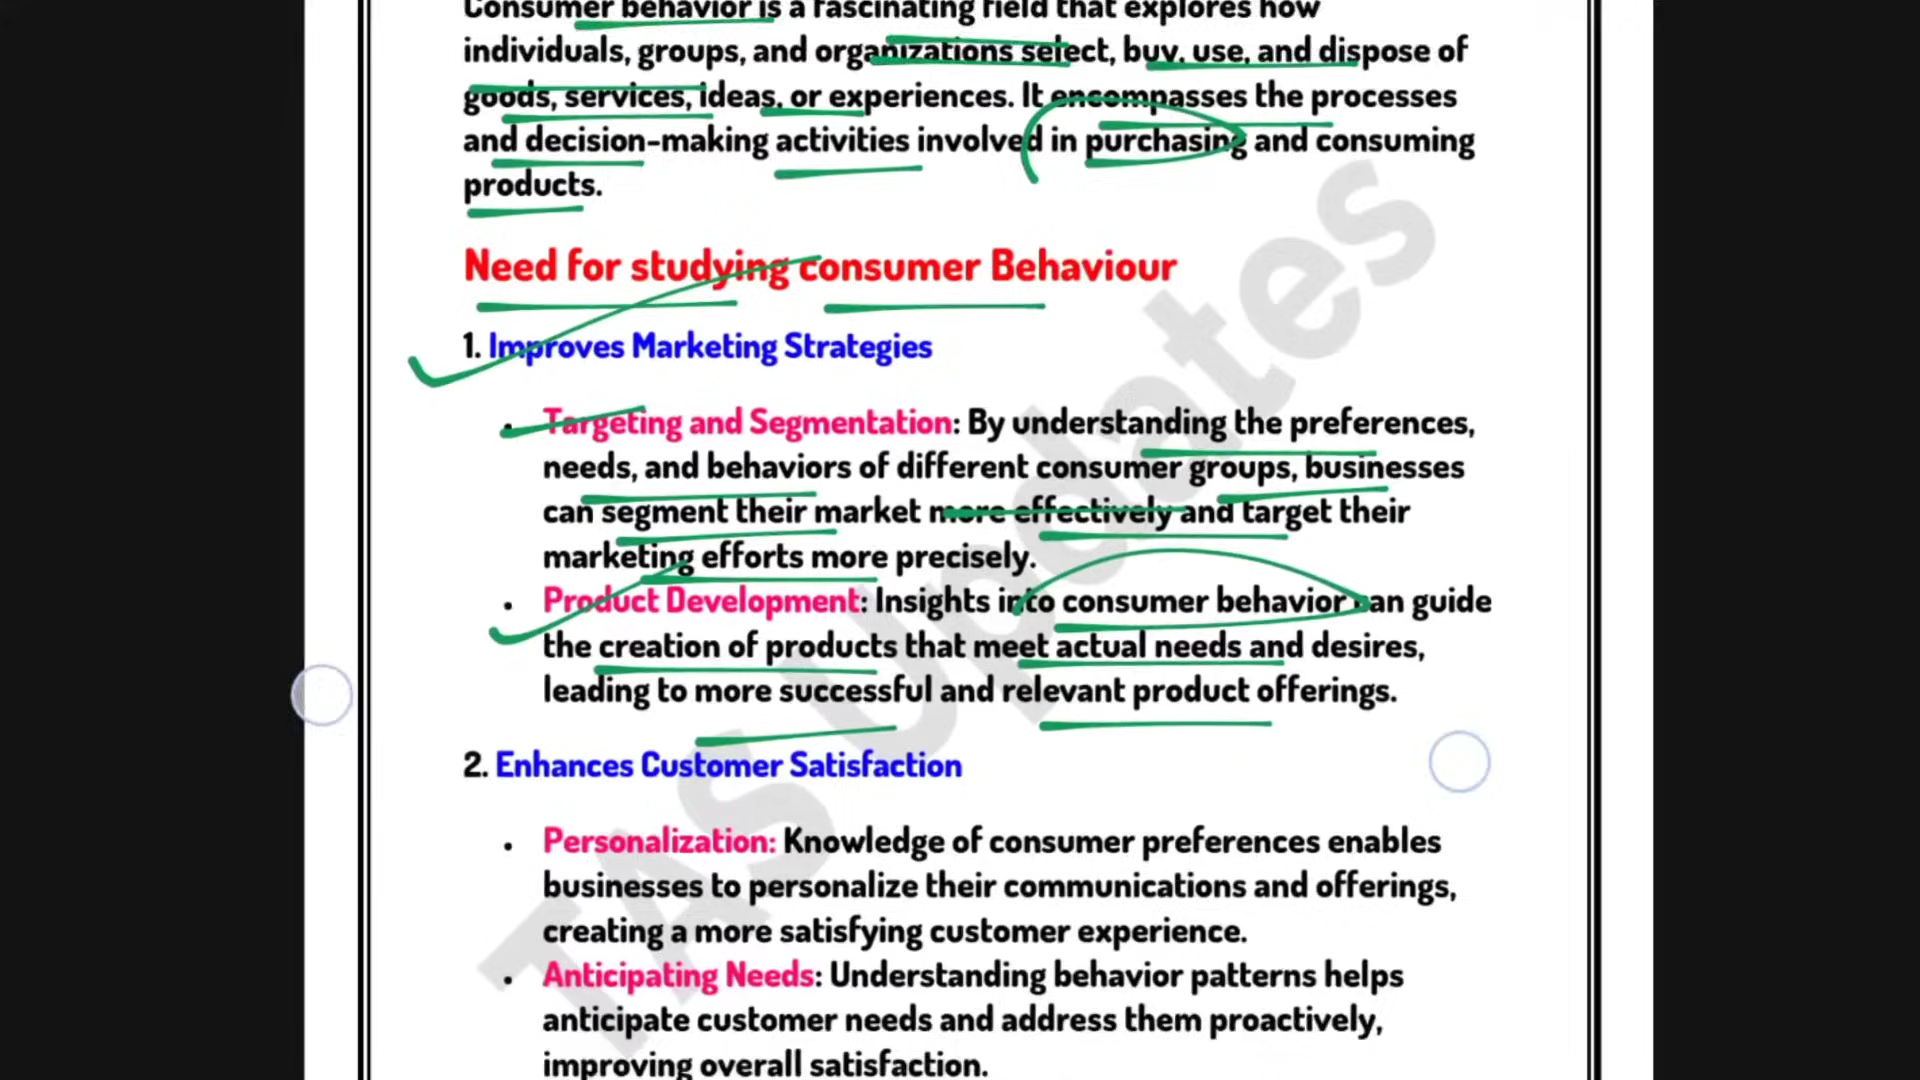 Consumer behavior is a fascinating field that explores how
individuals, groups, and organizations select, buy, use, and dispose of
goods, services, ideas, or experiences. It encompasses the processes
and decision-making activities involved in purchasing and consuming
products.
Need for studying consumer Behaviour
1. Improves Marketing Strategies
• Targeting and Segmentation: By understanding the preferences,
needs, and behaviors of different consumer groups, businesses
can segment their market more effectively and target their
marketing efforts more precisely.
• Product Development: Insights into consumer behavior can guide
the creation of products that meet actual needs and desires,
leading to more successful and relevant product offerings.
2. Enhances Customer Satisfaction
• Personalization: Knowledge of consumer preferences enables
businesses to personalize their communications and offerings,
creating a more satisfying customer experience.
• Anticipating Needs: Understanding behavior patterns helps
anticipate customer needs and address them proactively,
improving overall satisfaction.
TAS Updates